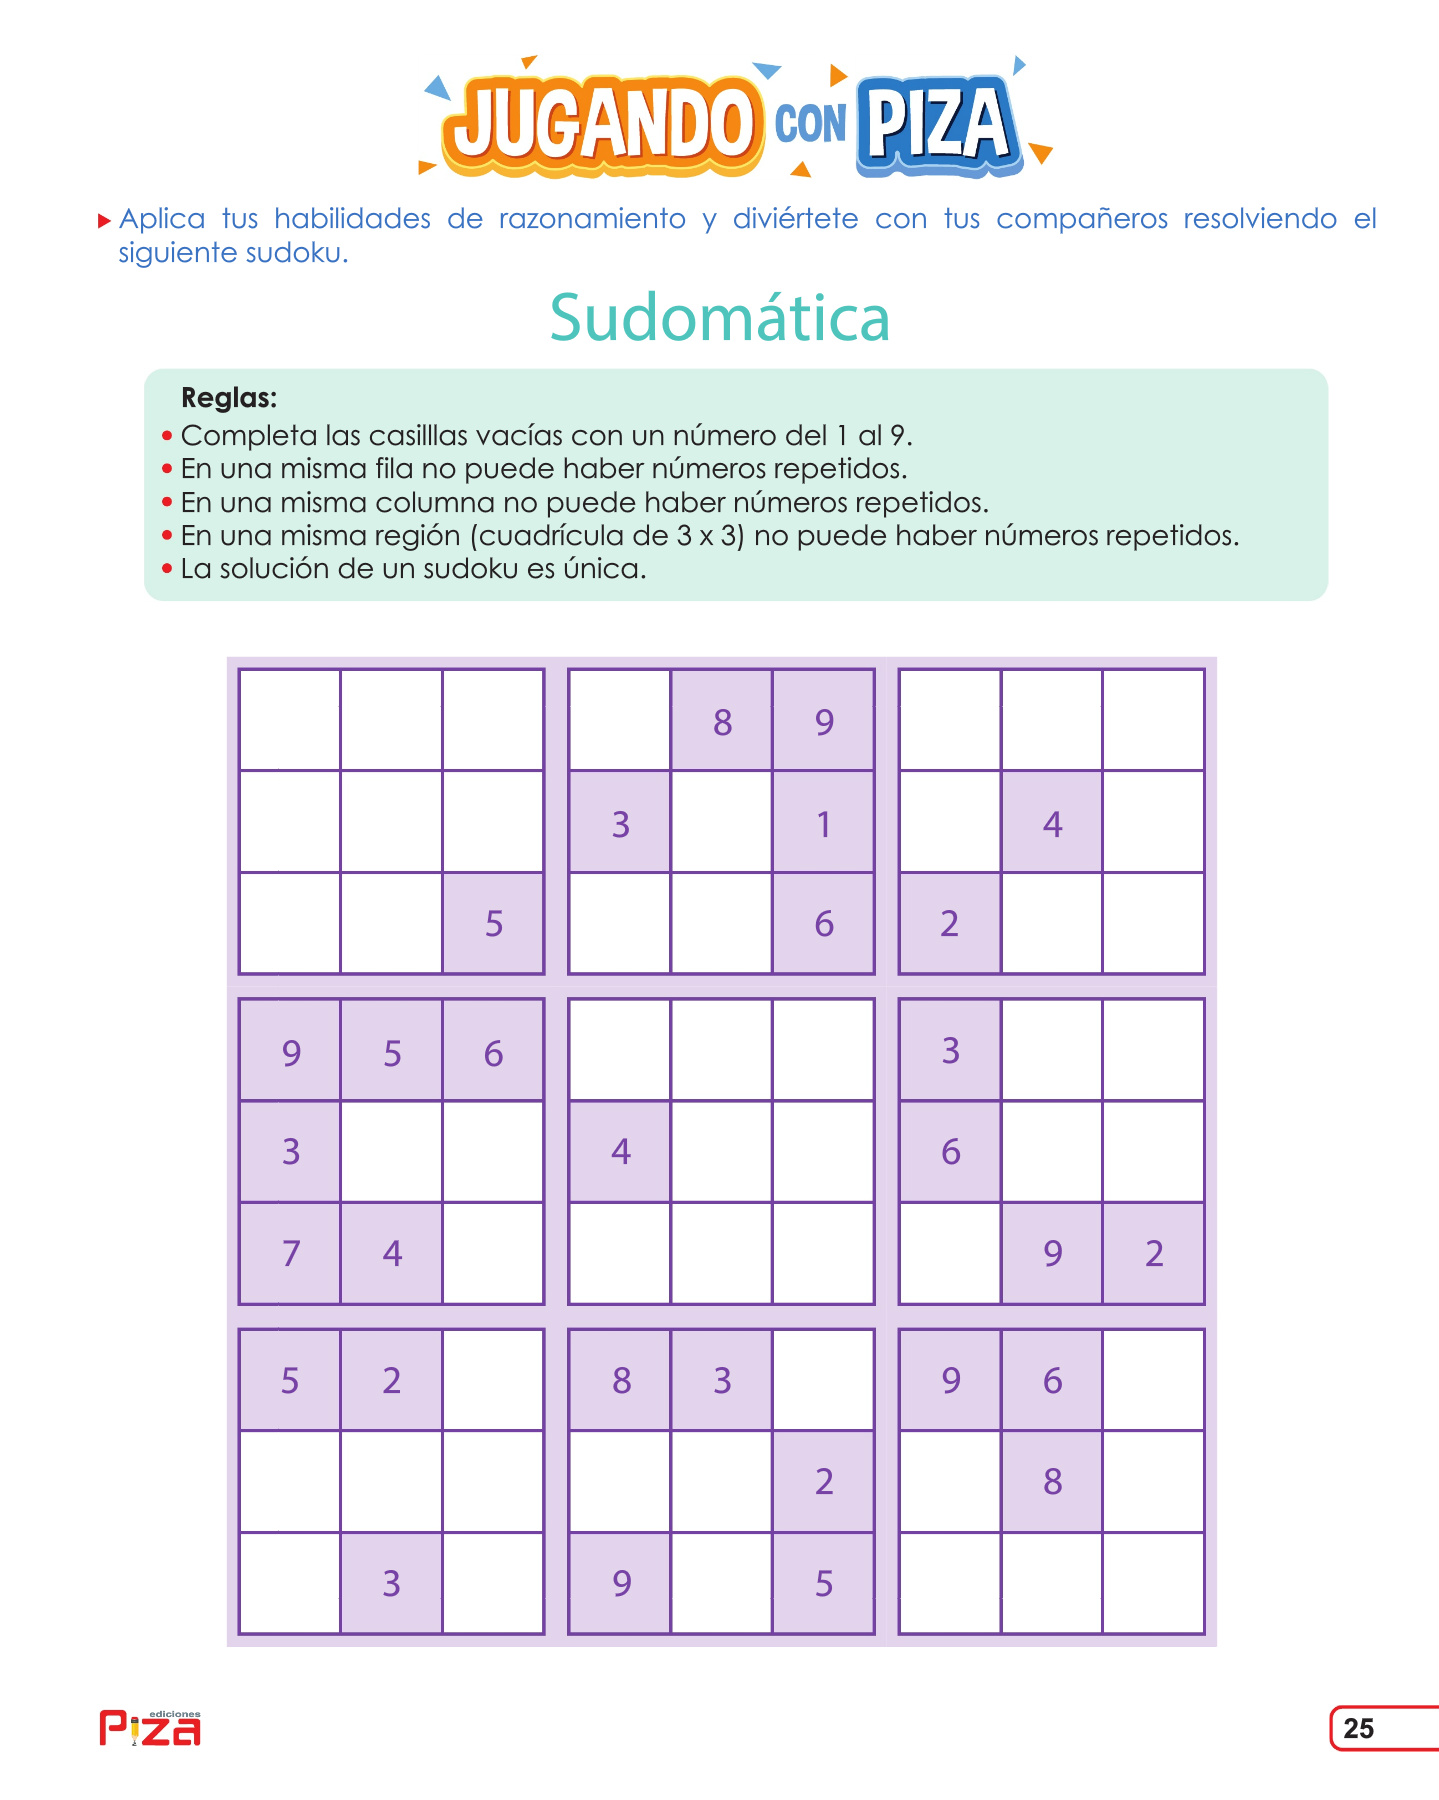 JUGANDO CON PIZA
Aplica tus habilidades de razonamiento y diviértete con tus compañeros resolviendo el
siguiente sudoku.
Sudomática
Reglas:
• Completa las casilllas vacías con un número del 1 al 9.
• En una misma fila no puede haber números repetidos.
• En una misma columna no puede haber números repetidos.
• En una misma región (cuadrícula de 3 x 3) no puede haber números repetidos.
• La solución de un sudoku es única.
8 9
3 1 4
5 6 2
9 5 6 3
3 4 6
7 4 9 2
5 2 8 3 9 6
2 8
3 9 5
ediciones
Piza
25